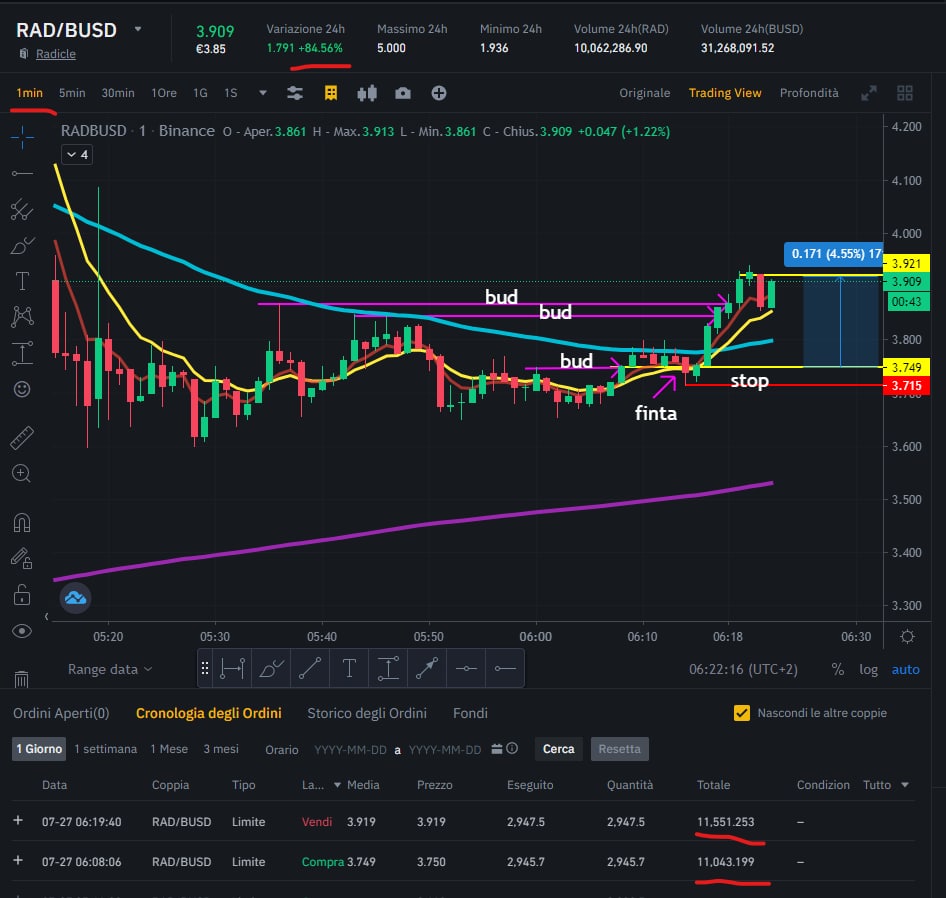 RAD/BUSD
Radicle
3.909
€3.85
Variazione 24h
1.791 +84.56%
Massimo 24h
5.000
Minimo 24h
1.936
Volume 24h(RAD)
10,062,286.90
Volume 24h(BUSD)
31,268,091.52
1min 5min 30min 1Ore 1G 1S
Originale Trading View Profondità
RADBUSD · 1 · Binance O - Aper.3.861 H - Max.3.913 L - Min.3.861 C - Chius.3.909 +0.047 (+1.22%)
4
4.200
4.100
4.000
0.171 (4.55%) 17
3.921
3.909
00:43
bud
bud
3.800
bud
3.749
stop
3.715
finta
3.600
3.500
3.400
3.300
05:20 05:30 05:40 05:50 06:00 06:10 06:18 06:30
Range data
06:22:16 (UTC+2) % log auto
Ordini Aperti(0) Cronologia degli Ordini Storico degli Ordini Fondi
Nascondi le altre coppie
1 Giorno 1 settimana 1 Mese 3 mesi Orario YYYY-MM-DD a YYYY-MM-DD Cerca Resetta
Data Coppia Tipo La... Media Prezzo Eseguito Quantità Totale Condizion Tutto
07-27 06:19:40 RAD/BUSD Limite Vendi 3.919 3.919 2,947.5 2,947.5 11,551.253 –
07-27 06:08:06 RAD/BUSD Limite Compra 3.749 3.750 2,945.7 2,945.7 11,043.199 –